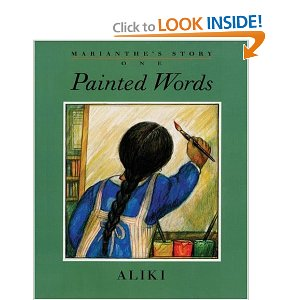 Click to LOOK INSIDE!
MARIANTHE'S STORY
ONE
Painted Words
ALIKI